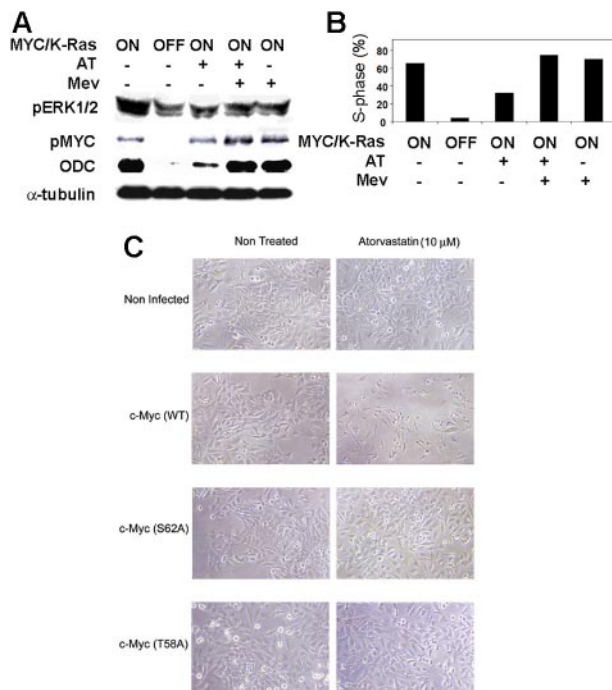 A
MYC/K-Ras ON OFF ON ON ON
AT - - + + -
Mev - - - + +
pERK1/2
pMYC
ODC
α-tubulin
B
S-phase (%)
80
60
40
20
0
MYC/K-Ras ON OFF ON ON ON
AT - - + + -
Mev - - - + +
C
Non Treated Atorvastatin (10 μM)
Non Infected
c-Myc (WT)
c-Myc (S62A)
c-Myc (T58A)